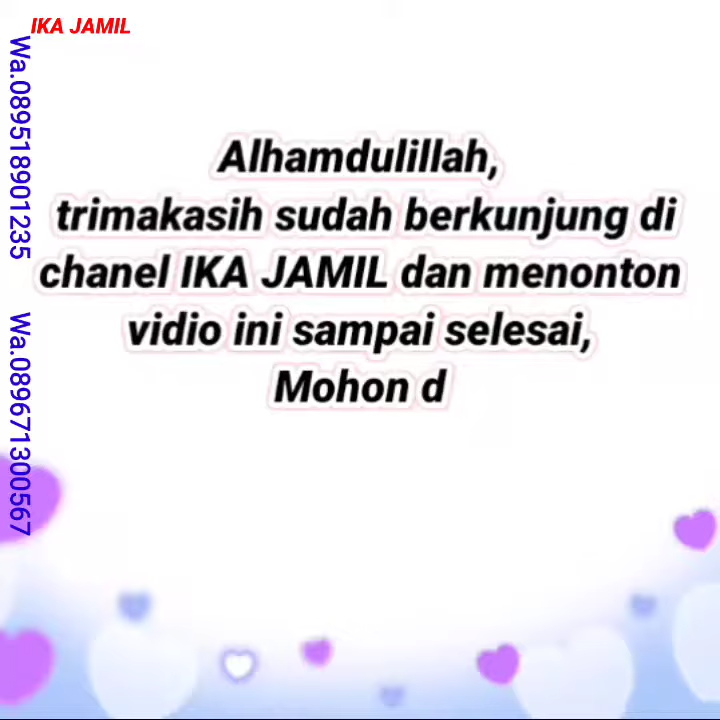 IKA JAMIL
Wa.089518901235
Wa.089671300567
Alhamdulillah,
trimakasih sudah berkunjung di
chanel IKA JAMIL dan menonton
vidio ini sampai selesai,
Mohon d